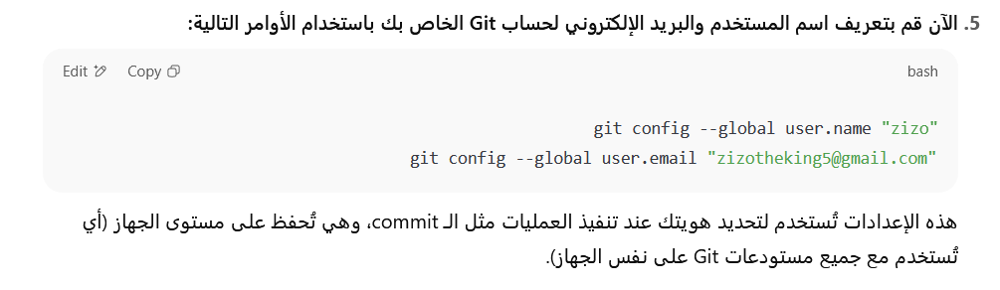 5. الآن قم بتعريف اسم المستخدم والبريد الإلكتروني لحساب Git الخاص بك باستخدام الأوامر التالية:
bash Copy Edit
git config --global user.name "zizo"
git config --global user.email "zizotheking5@gmail.com"
هذه الإعدادات تُستخدم لتحديد هويتك عند تنفيذ العمليات مثل الـ commit، وهي تُحفظ على مستوى الجهاز (أي
تُستخدم مع جميع مستودعات Git على نفس الجهاز).